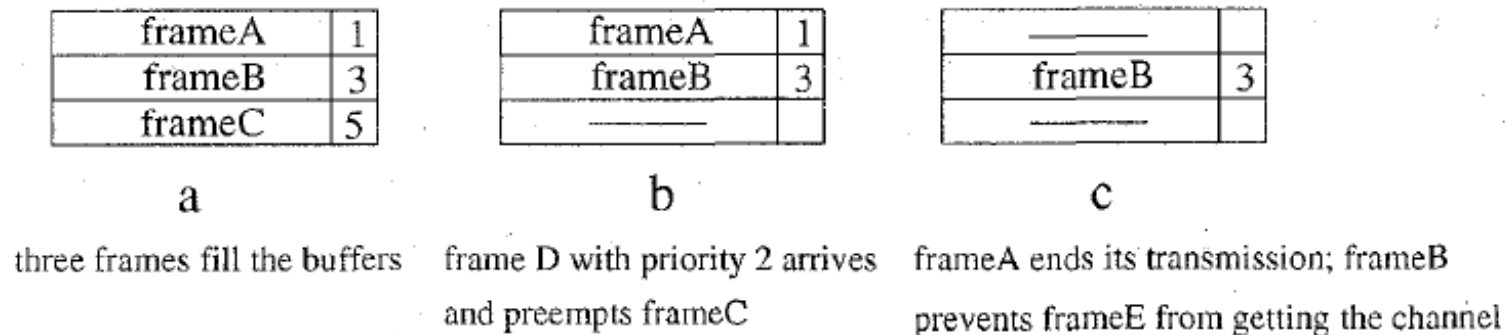 frameA 1 frameA 1
frameB 3 frameB 3 frameB 3
frameC 5
a b c
three frames fill the buffers frame D with priority 2 arrives frameA ends its transmission; frameB
and preempts frameC prevents frameE from getting the channel